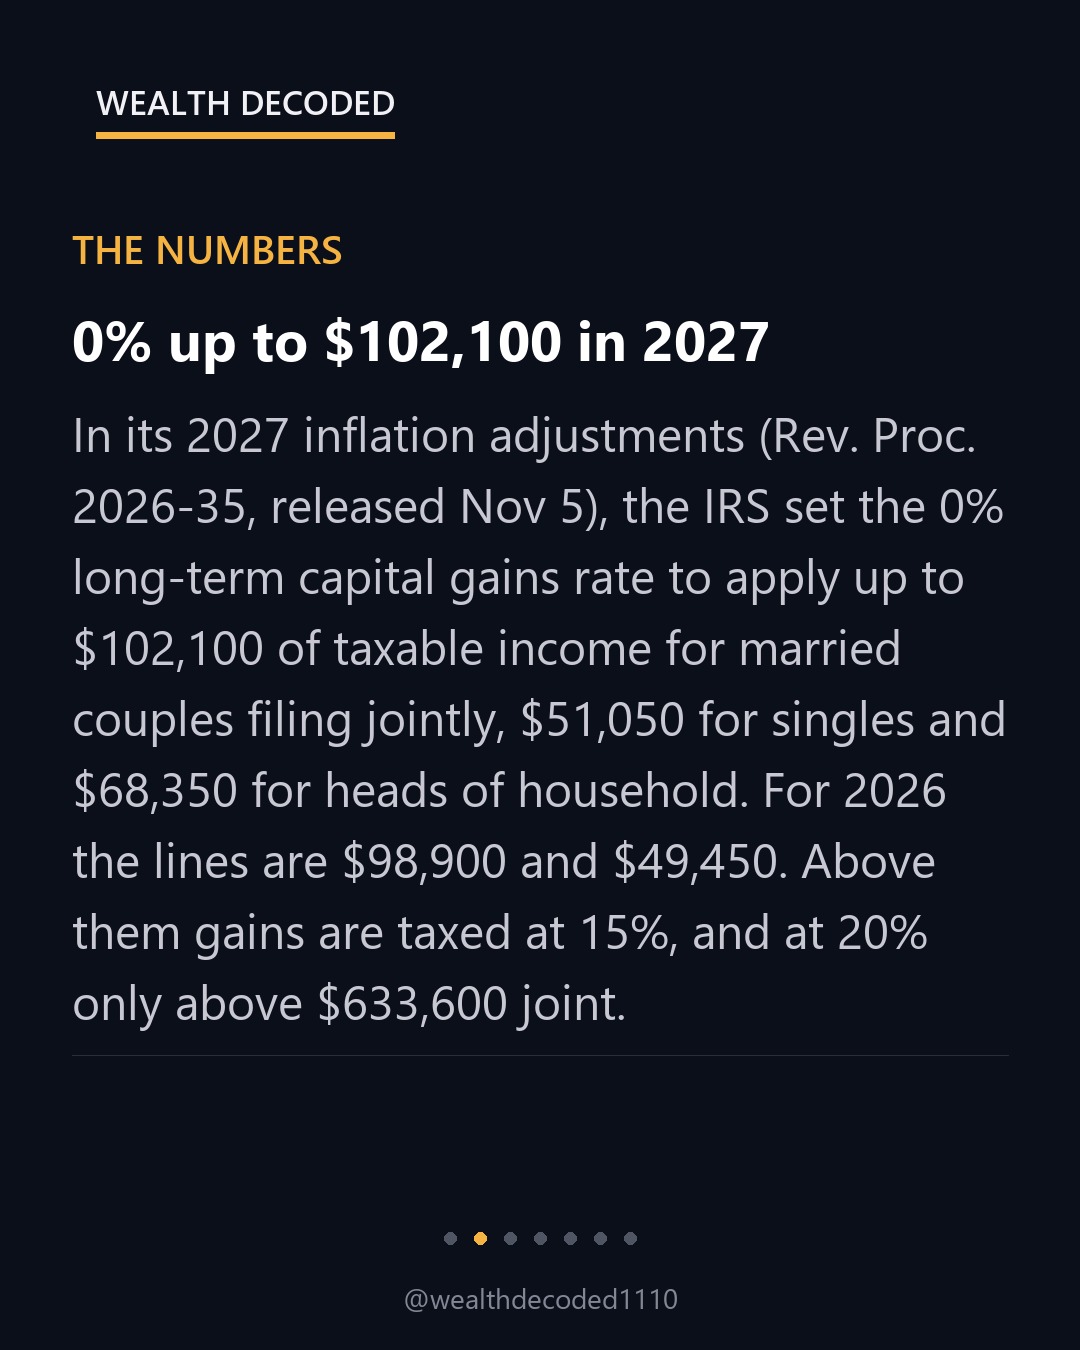 WEALTH DECODED
THE NUMBERS
0% up to $102,100 in 2027
In its 2027 inflation adjustments (Rev. Proc.
2026-35, released Nov 5), the IRS set the 0%
long-term capital gains rate to apply up to
$102,100 of taxable income for married
couples filing jointly, $51,050 for singles and
$68,350 for heads of household. For 2026
the lines are $98,900 and $49,450. Above
them gains are taxed at 15%, and at 20%
only above $633,600 joint.
@wealthdecoded1110